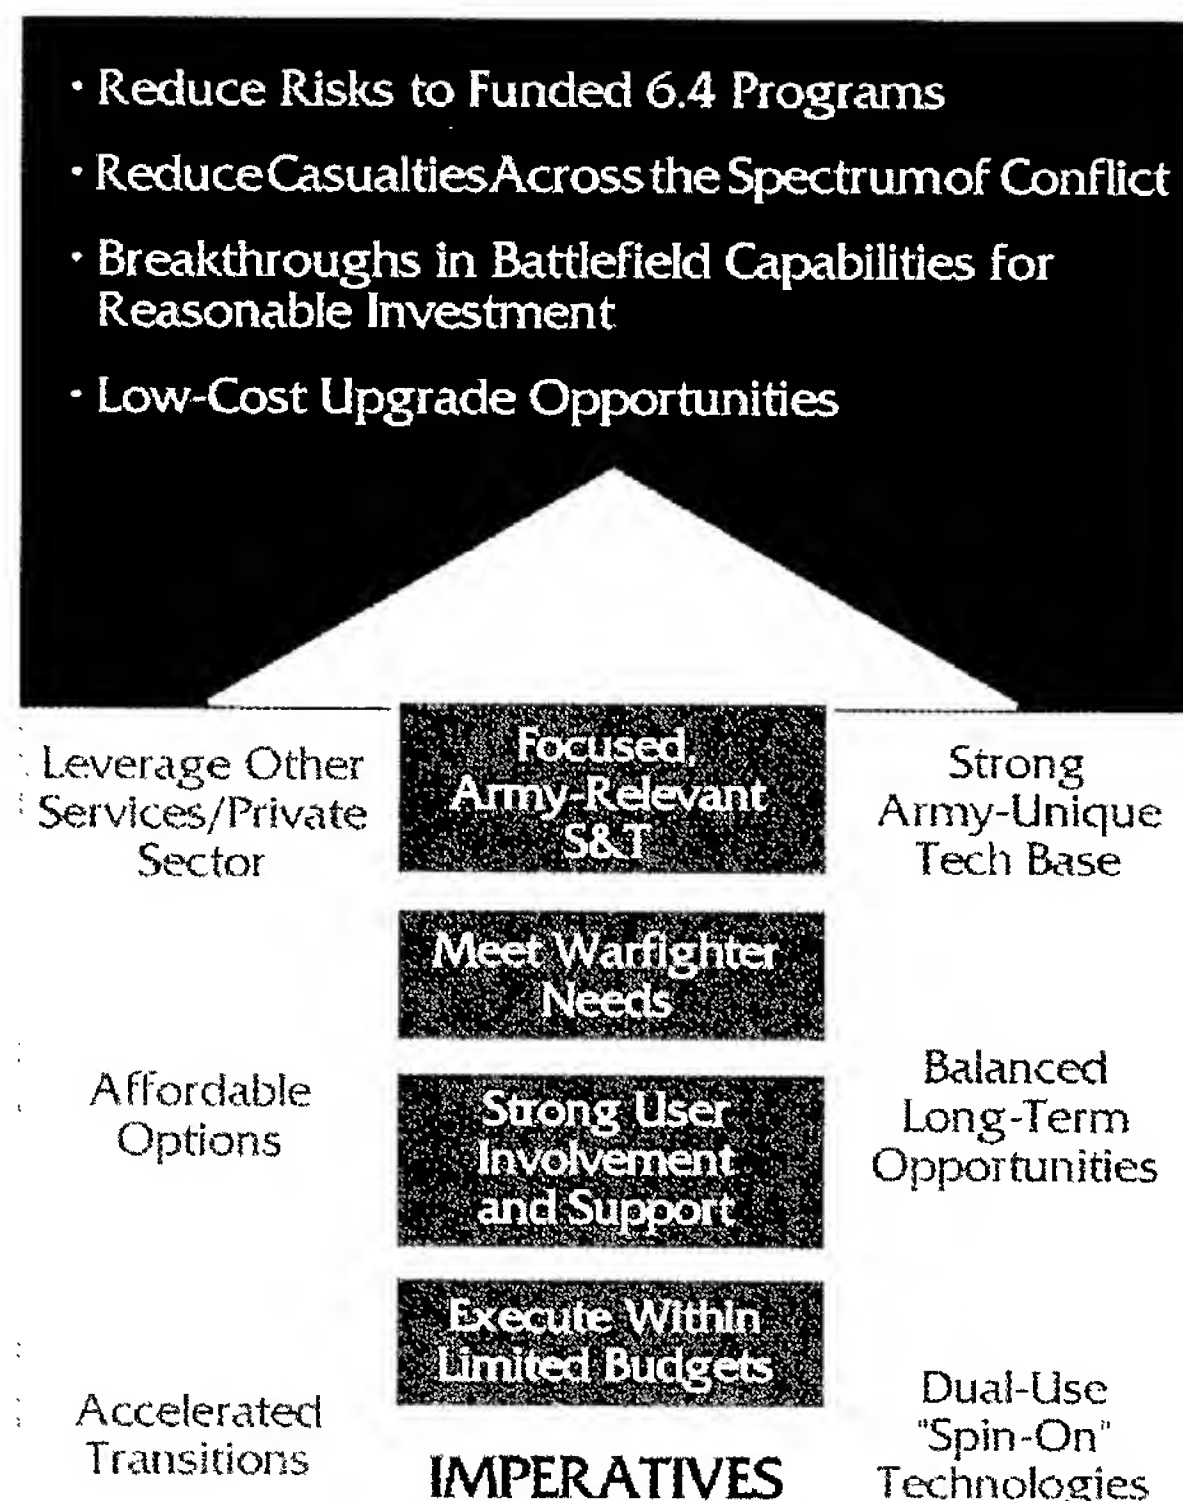 · Reduce Risks to Funded 6.4 Programs
· Reduce Casualties Across the Spectrum of Conflict
· Breakthroughs in Battlefield Capabilities for
Reasonable Investment
· Low-Cost Upgrade Opportunities
Leverage Other
Services/Private
Sector
Focused,
Army-Relevant
S&T
Strong
Army-Unique
Tech Base
Meet Warfighter
Needs
Affordable
Options
Strong User
Involvement
and Support
Balanced
Long-Term
Opportunities
Execute Within
Limited Budgets
Accelerated
Transitions
IMPERATIVES
Dual-Use
"Spin-On"
Technologies